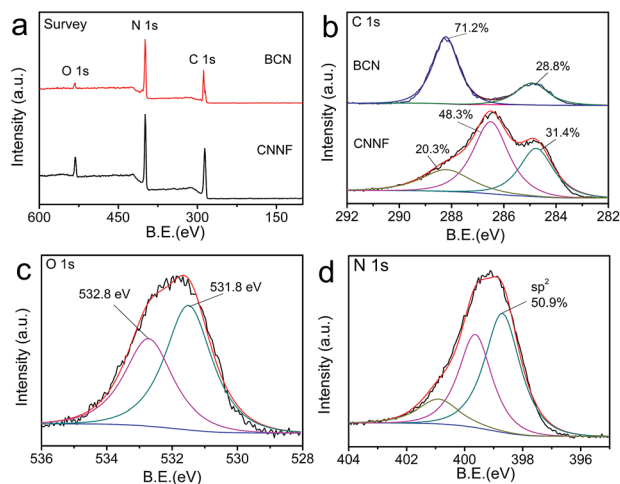 a
Survey
N 1s
O 1s
C 1s
BCN
CNNF
Intensity (a.u.)
600
450
300
B.E.(eV)
b
C 1s
71.2%
BCN
28.8%
48.3%
CNNF
20.3%
31.4%
Intensity (a.u.)
292
290
288
286
284
282
B.E.(eV)
c
O 1s
532.8 eV
531.8 eV
Intensity (a.u.)
536
534
532
530
528
B.E.(eV)
d
N 1s
sp²
50.9%
Intensity (a.u.)
404
402
400
398
396
B.E.(eV)